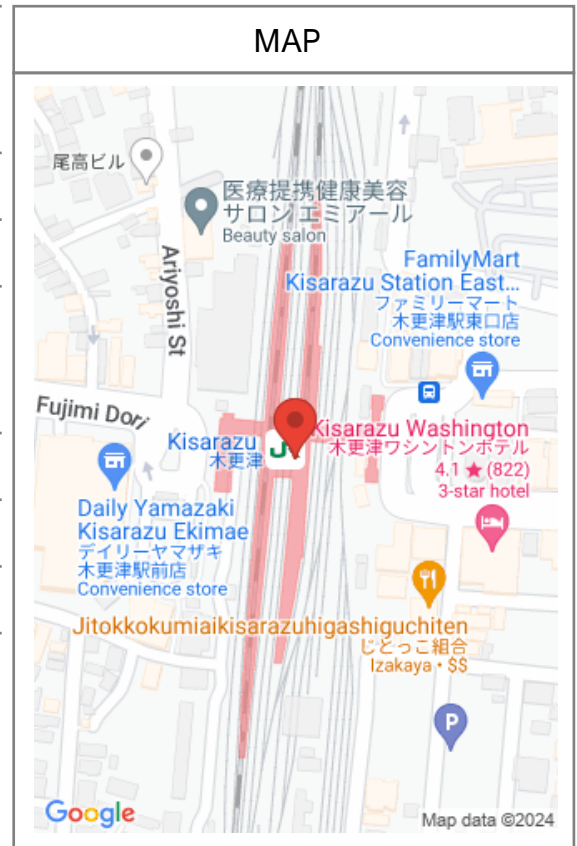 MAP
尾高ビル
医療提携健康美容
サロン エミアール
Beauty salon
Ariyoshi St
FamilyMart
Kisarazu Station East...
ファミリーマート
木更津駅東口店
Convenience store
Fujimi Dori
Kisarazu
木更津
Kisarazu Washington
木更津ワシントンホテル
4.1 ★ (822)
3-star hotel
Daily Yamazaki
Kisarazu Ekimae
デイリーヤマザキ
木更津駅前店
Convenience store
Jitokkokumiaikisarazuhigashiguchiten
じとっこ組合
Izakaya・$$
P
Google
Map data ©2024